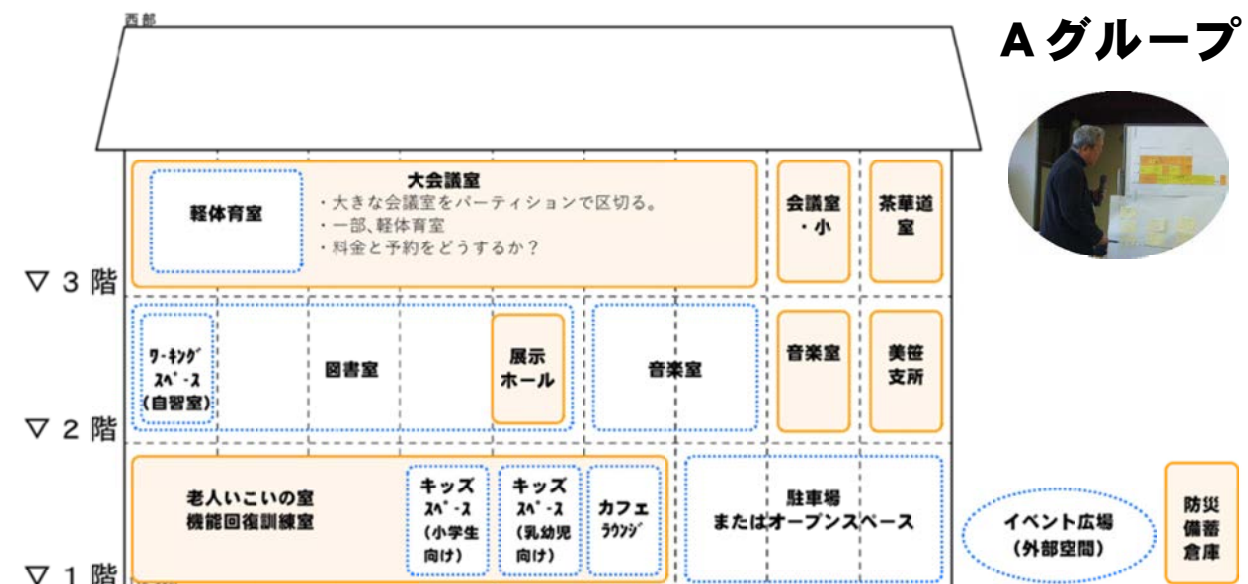 西部
Aグループ
大会議室
・大きな会議室をパーティションで区切る。
・一部、軽体育室
・料金と予約をどうするか？
軽体育室
会議室
・小
茶華道
室
▽ 3 階
ﾜｰｷﾝｸﾞ
ｽﾍﾟｰｽ
(自習室)
図書室
展示
ホール
音楽室
音楽室
美笹
支所
▽ 2 階
老人いこいの室
機能回復訓練室
キッズ
ｽﾍﾟｰｽ
(小学生
向け)
キッズ
ｽﾍﾟｰｽ
(乳幼児
向け)
カフェ
ﾗｳﾝｼﾞ
駐車場
またはオープンスペース
イベント広場
(外部空間)
防災
備蓄
倉庫
▽ 1 階